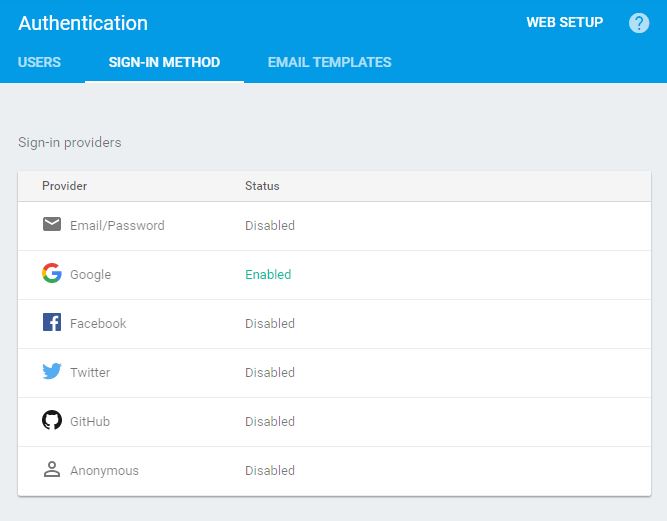 Authentication WEB SETUP ?
USERS SIGN-IN METHOD EMAIL TEMPLATES
Sign-in providers
Provider Status
Email/Password Disabled
Google Enabled
Facebook Disabled
Twitter Disabled
GitHub Disabled
Anonymous Disabled